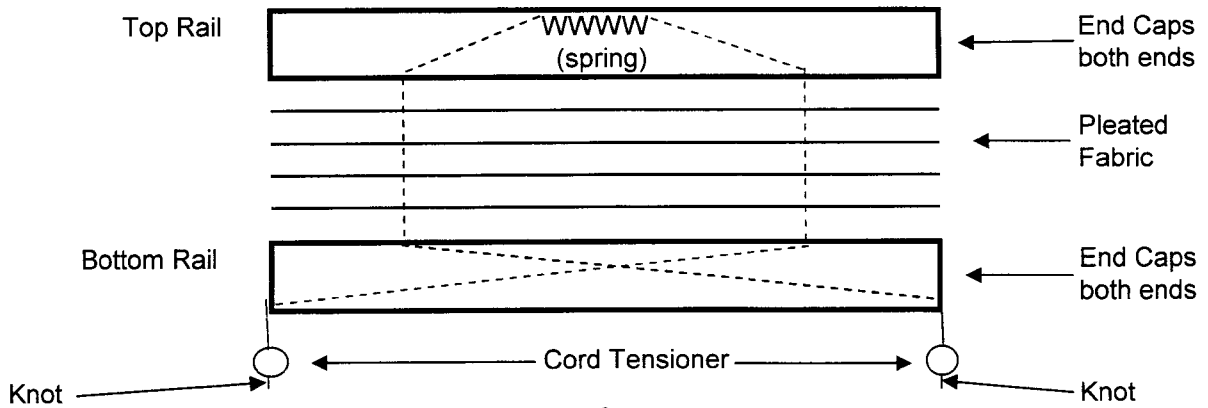 Top Rail
WWWW
(spring)
End Caps
both ends
Pleated
Fabric
Bottom Rail
End Caps
both ends
Cord Tensioner
Knot
Knot